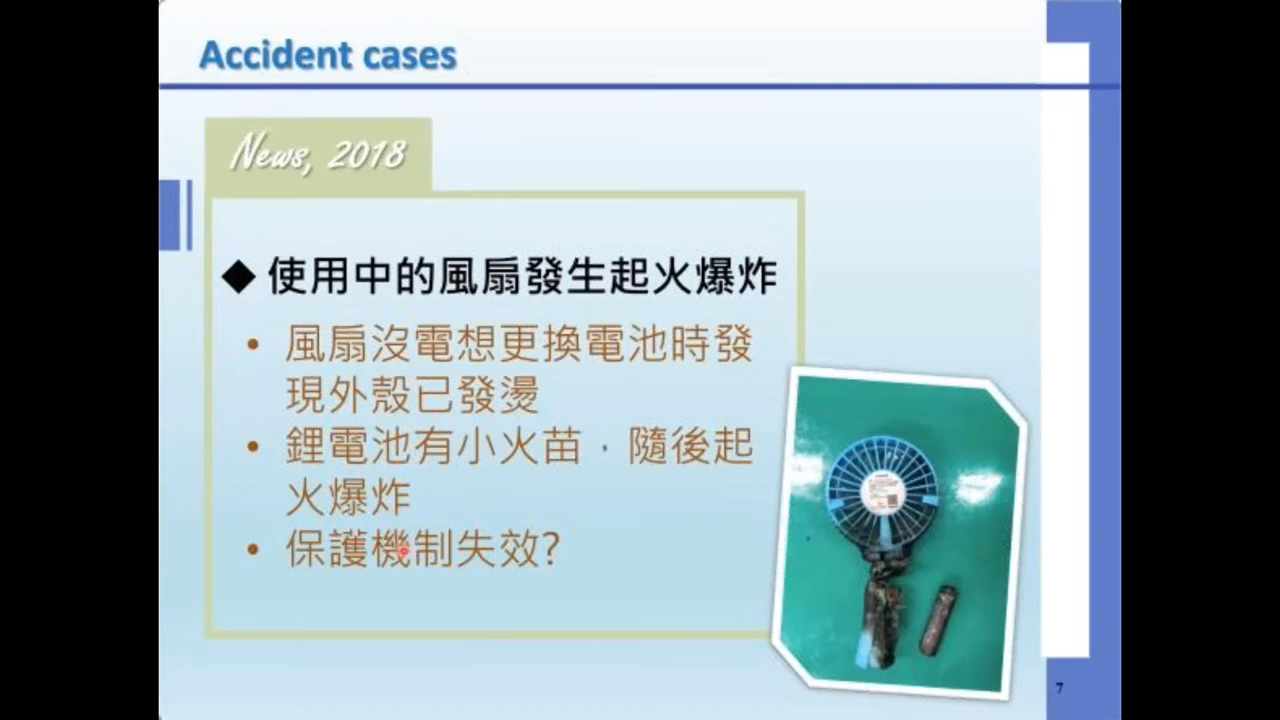 Accident cases
News, 2018
◆ 使用中的風扇發生起火爆炸
• 風扇沒電想更換電池時發
現外殼已發燙
• 鋰電池有小火苗，隨後起
火爆炸
• 保護機制失效?
7